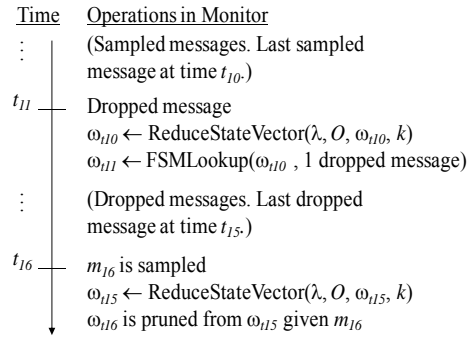 Time Operations in Monitor
⋮ (Sampled messages. Last sampled
message at time t10.)
t11 Dropped message
ωt10 ← ReduceStateVector(λ, O, ωt10, k)
ωt11 ← FSMLookup(ωt10 , 1 dropped message)
⋮ (Dropped messages. Last dropped
message at time t15.)
t16 m16 is sampled
ωt15 ← ReduceStateVector(λ, O, ωt15, k)
ωt16 is pruned from ωt15 given m16